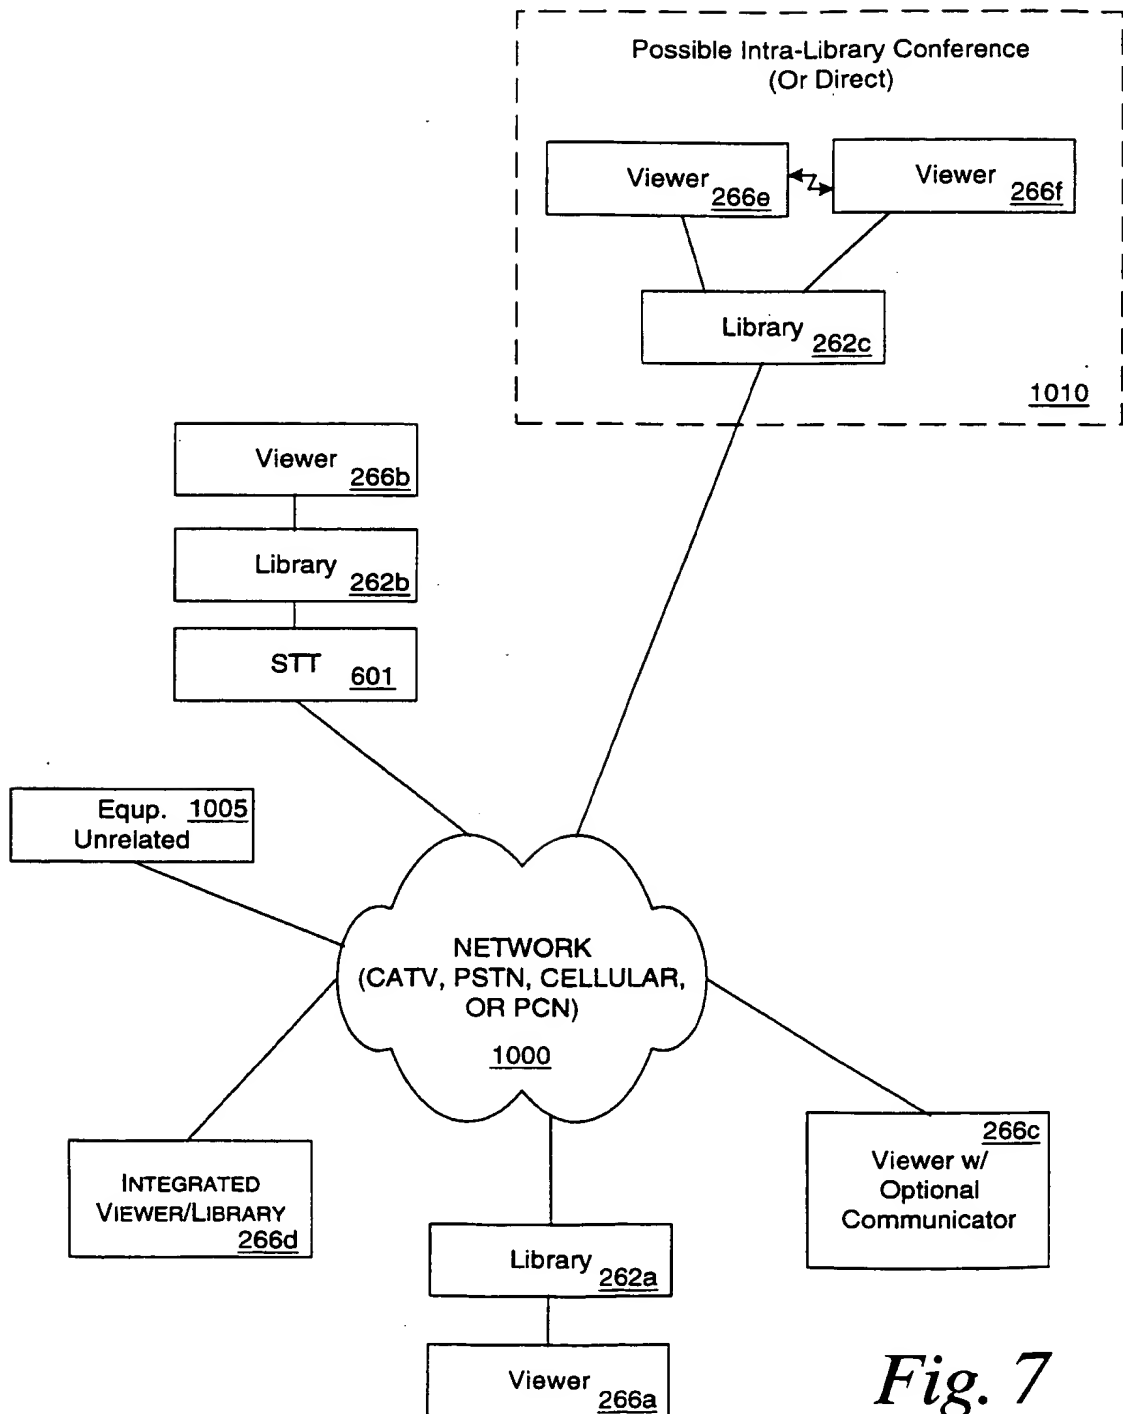 Possible Intra-Library Conference
(Or Direct)
Viewer 266e
Viewer 266f
Library 262c
1010
Viewer 266b
Library 262b
STT 601
Equp. 1005
Unrelated
NETWORK
(CATV, PSTN, CELLULAR,
OR PCN)
1000
INTEGRATED
VIEWER/LIBRARY
266d
266c
Viewer w/
Optional
Communicator
Library 262a
Viewer 266a
Fig. 7